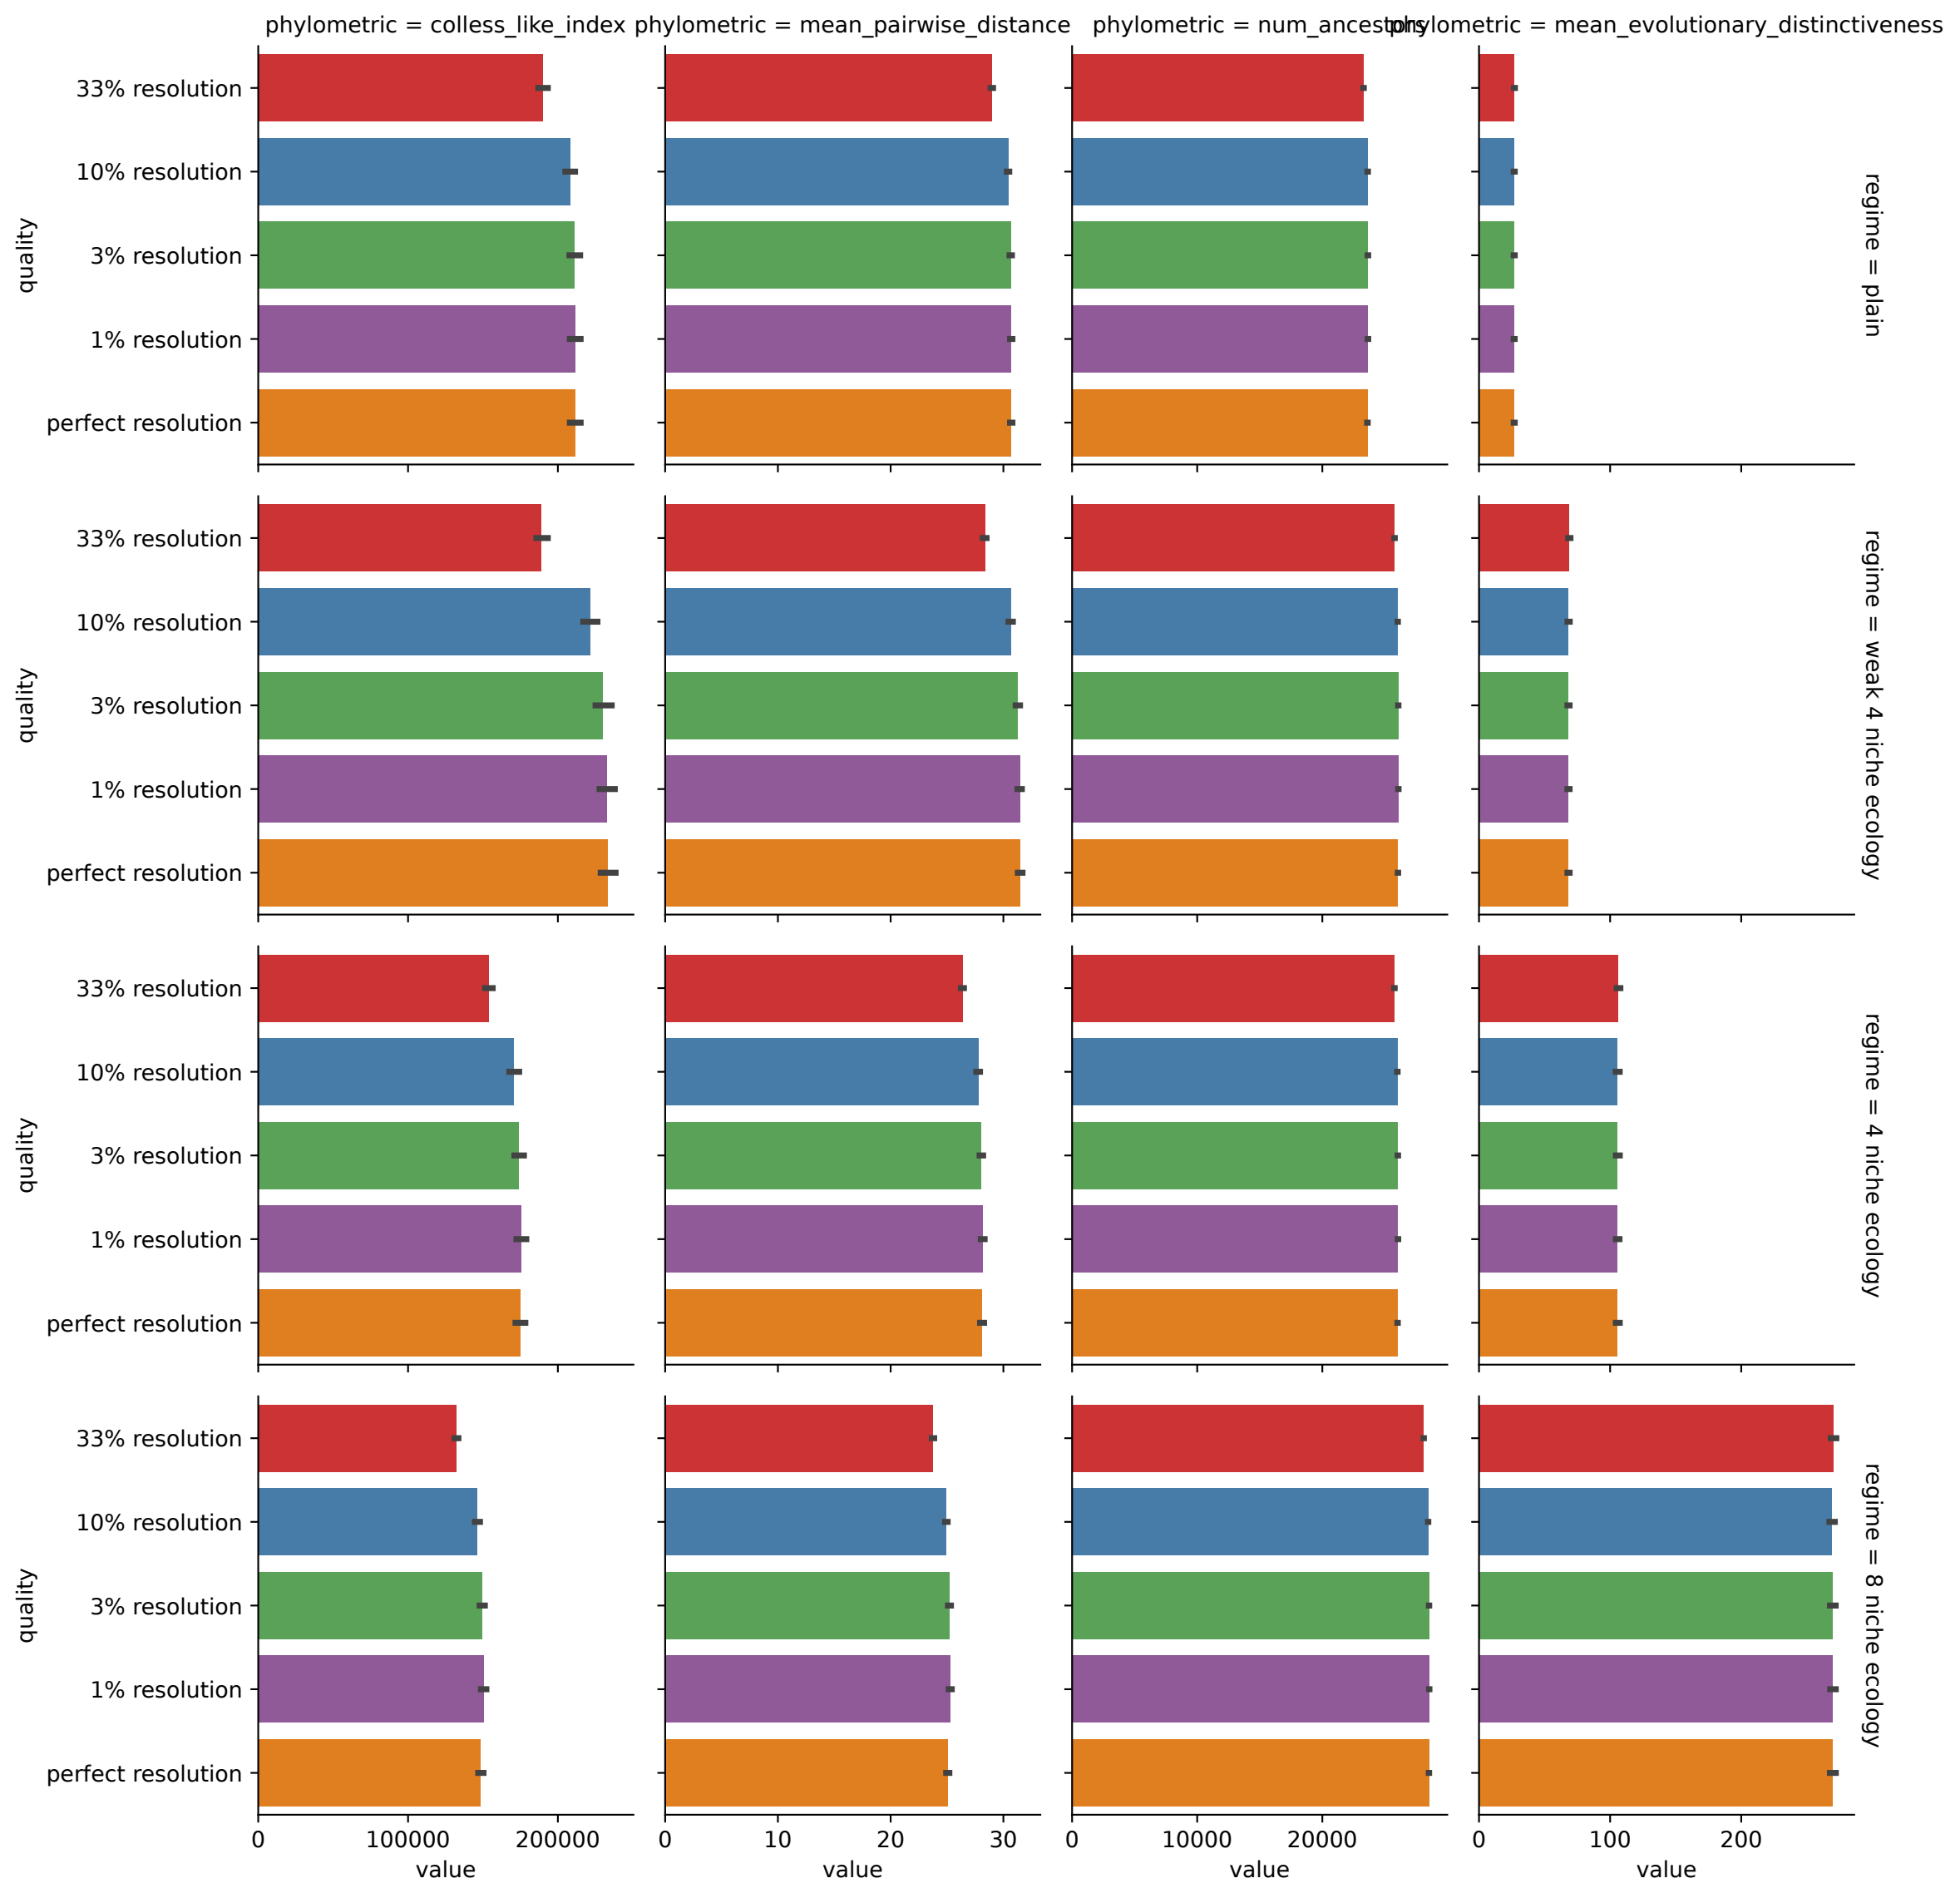 phylometric = colless_like_index
phylometric = mean_pairwise_distance
phylometric = num_ancestors
phylometric = mean_evolutionary_distinctiveness
quality
33% resolution
10% resolution
3% resolution
1% resolution
perfect resolution
regime = plain
quality
33% resolution
10% resolution
3% resolution
1% resolution
perfect resolution
regime = weak 4 niche ecology
quality
33% resolution
10% resolution
3% resolution
1% resolution
perfect resolution
regime = 4 niche ecology
quality
33% resolution
10% resolution
3% resolution
1% resolution
perfect resolution
regime = 8 niche ecology
0 100000 200000
value
0 10 20 30
value
0 10000 20000
value
0 100 200
value